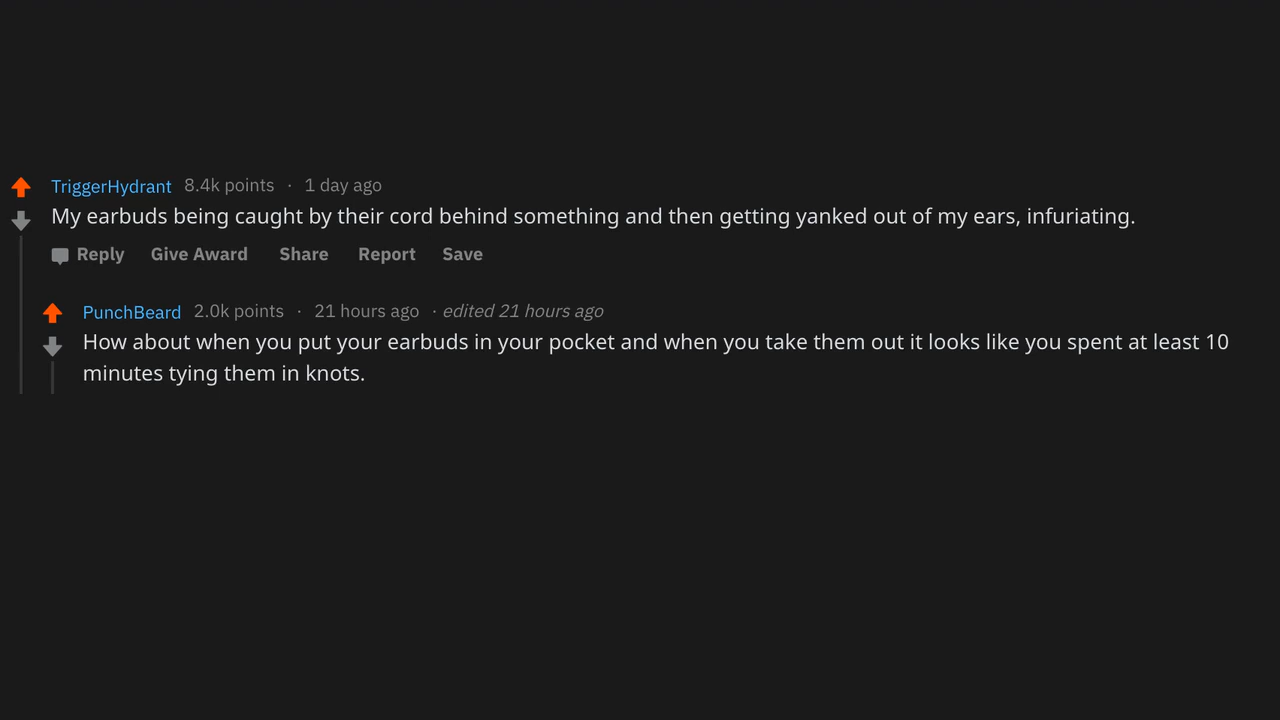 TriggerHydrant 8.4k points · 1 day ago
My earbuds being caught by their cord behind something and then getting yanked out of my ears, infuriating.
Reply Give Award Share Report Save
PunchBeard 2.0k points · 21 hours ago · edited 21 hours ago
How about when you put your earbuds in your pocket and when you take them out it looks like you spent at least 10
minutes tying them in knots.